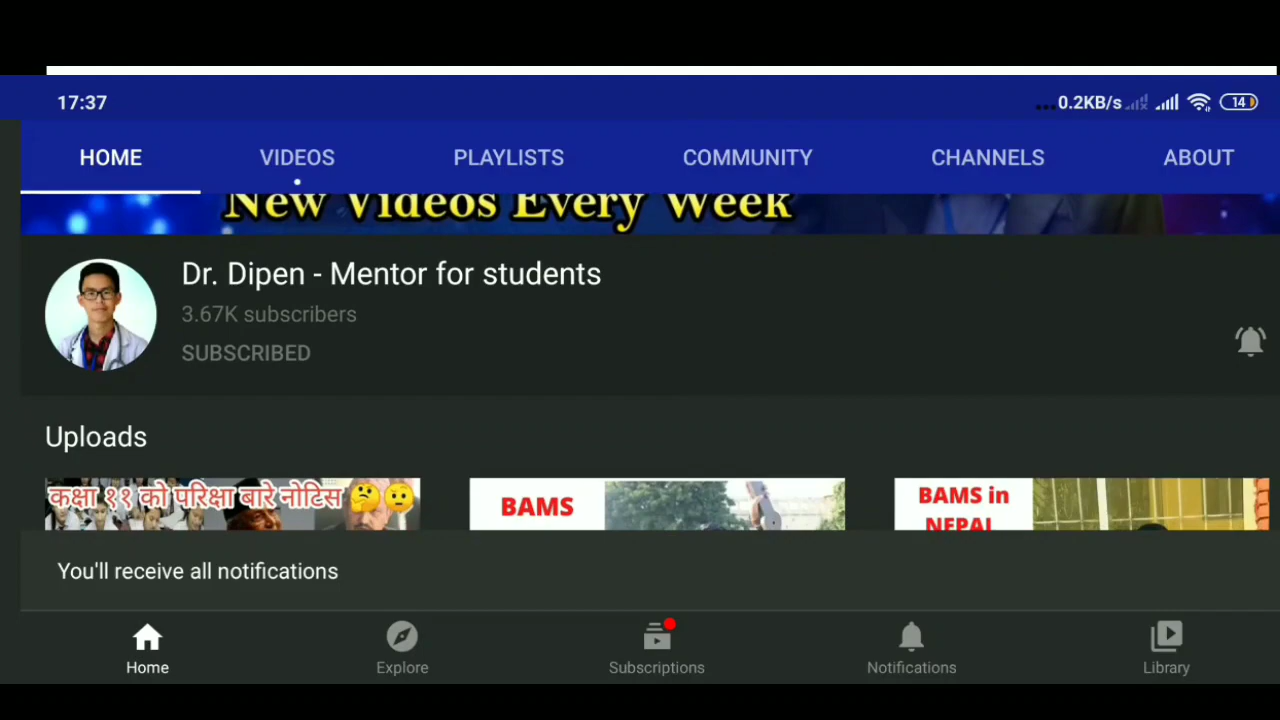 17:37
0.2KB/s
14
HOME VIDEOS PLAYLISTS COMMUNITY CHANNELS ABOUT
New Videos Every Week
Dr. Dipen - Mentor for students
3.67K subscribers
SUBSCRIBED
Uploads
कक्षा ११ को परिक्षा बारे नोटिस
BAMS
BAMS in
NEPAL
You'll receive all notifications
Home Explore Subscriptions Notifications Library